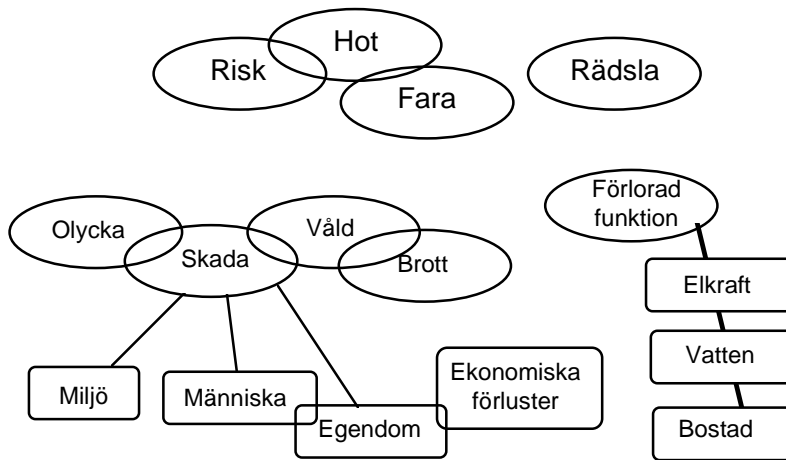 Hot
Risk
Rädsla
Fara
Förlorad
funktion
Olycka
Våld
Skada
Brott
Elkraft
Vatten
Ekonomiska
förluster
Miljö
Människa
Egendom
Bostad